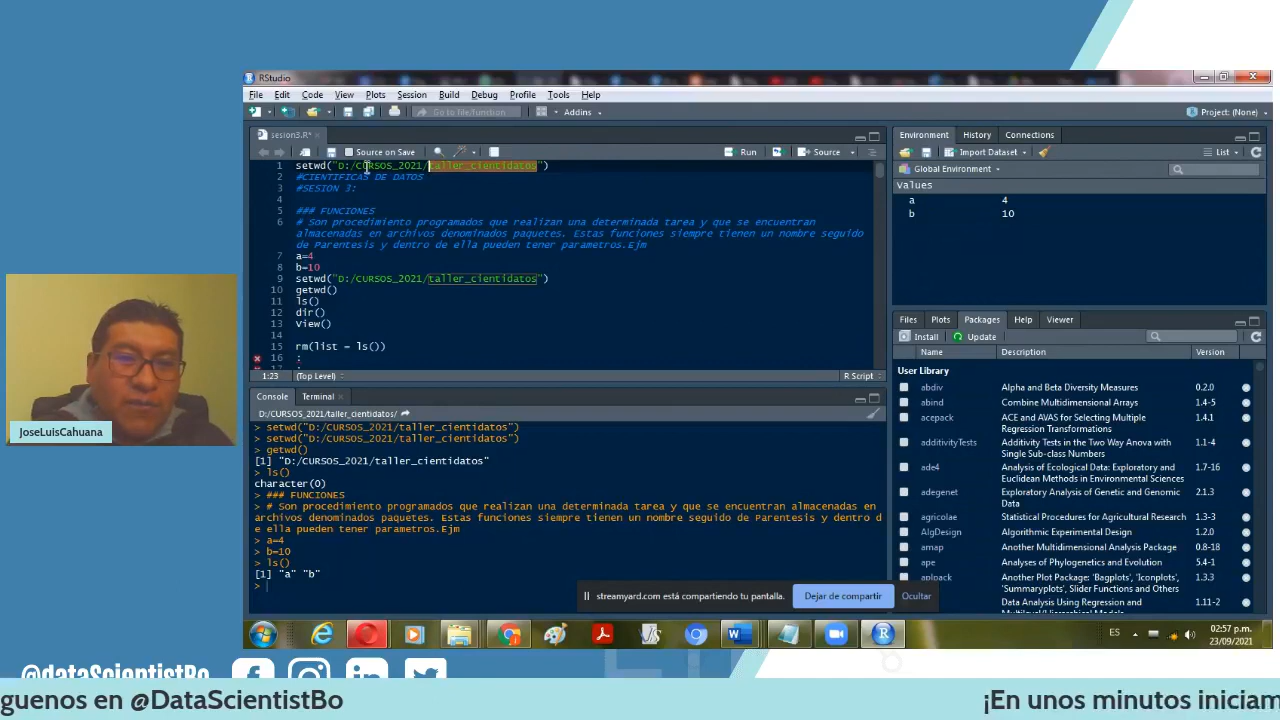 RStudio
File Edit Code View Plots Session Build Debug Profile Tools Help
Go to file/function Addins Project: (None)
sesion3.R*
Source on Save Run Source
1 setwd("D:/CURSOS_2021/taller_cientidatos")
2 #CIENTIFICAS DE DATOS
3 #SESION 3:
4
5 ### FUNCIONES
6 # Son procedimiento programados que realizan una determinada tarea y que se encuentran
almacenadas en archivos denominados paquetes. Estas funciones siempre tienen un nombre seguido
de Parentesis y dentro de ella pueden tener parametros.Ejm
7 a=4
8 b=10
9 setwd("D:/CURSOS_2021/taller_cientidatos")
10 getwd()
11 ls()
12 dir()
13 View()
14
15 rm(list = ls())
16 :
17 :
1:23 (Top Level) R Script
Console Terminal
D:/CURSOS_2021/taller_cientidatos/
> setwd("D:/CURSOS_2021/taller_cientidatos")
> setwd("D:/CURSOS_2021/taller_cientidatos")
> getwd()
[1] "D:/CURSOS_2021/taller_cientidatos"
> ls()
character(0)
> ### FUNCIONES
> # Son procedimiento programados que realizan una determinada tarea y que se encuentran almacenadas en
archivos denominados paquetes. Estas funciones siempre tienen un nombre seguido de Parentesis y dentro d
e ella pueden tener parametros.Ejm
> a=4
> b=10
> ls()
[1] "a" "b"
>
Environment History Connections
Import Dataset List
Global Environment
Values
a 4
b 10
Files Plots Packages Help Viewer
Install Update
Name Description Version
User Library
abdiv Alpha and Beta Diversity Measures 0.2.0
abind Combine Multidimensional Arrays 1.4-5
acepack ACE and AVAS for Selecting Multiple 1.4.1
Regression Transformations
additivityTests Additivity Tests in the Two Way Anova with 1.1-4
Single Sub-class Numbers
ade4 Analysis of Ecological Data: Exploratory and 1.7-16
Euclidean Methods in Environmental Sciences
adegenet Exploratory Analysis of Genetic and Genomic 2.1.3
Data
agricolae Statistical Procedures for Agricultural Research 1.3-3
AlgDesign Algorithmic Experimental Design 1.2.0
amap Another Multidimensional Analysis Package 0.8-18
ape Analyses of Phylogenetics and Evolution 5.4-1
aplpack Another Plot Package: 'Bagplots', 'Iconplots', 1.3.3
'Summaryplots', Slider Functions and Others
Data Analysis Using Regression and 1.11-2
JoseLuisCahuana
streamyard.com está compartiendo tu pantalla. Dejar de compartir Ocultar
ES 02:57 p.m.
23/09/2021
@dataScientistBo
guenos en @DataScientistBo ¡En unos minutos iniciam